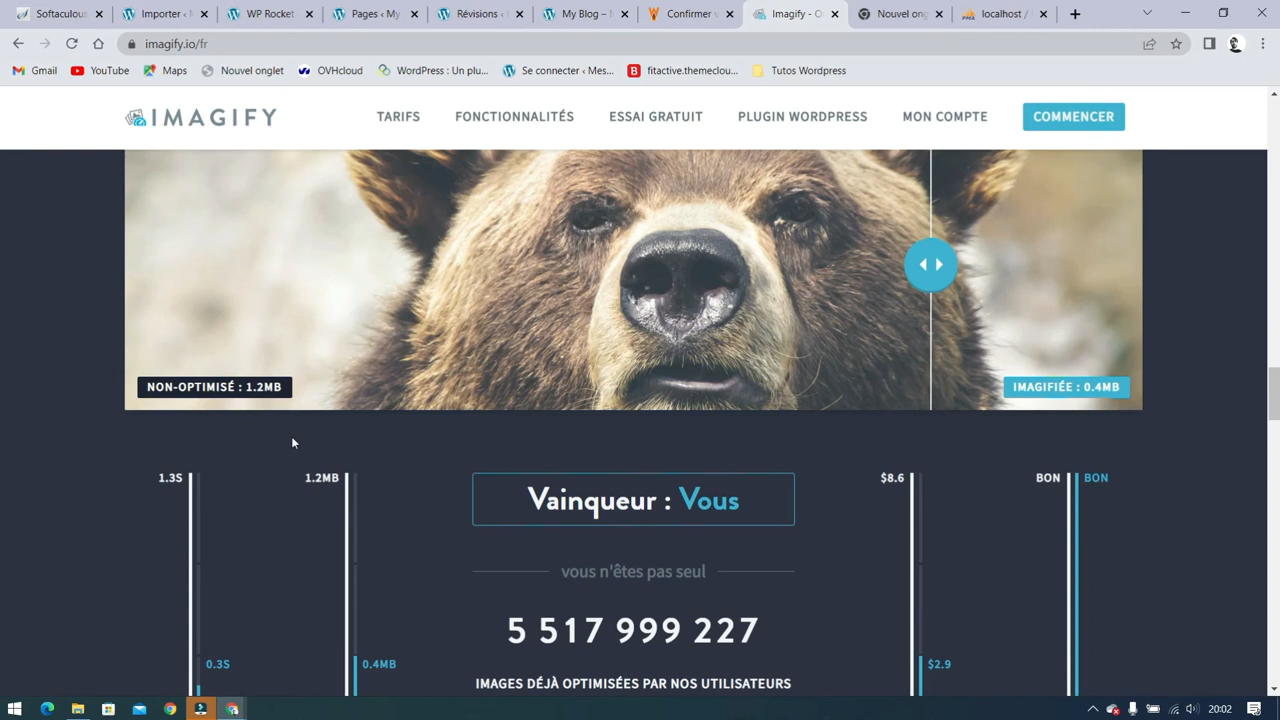 Softaculous
Importer ‹ M
WP Rocket
Pages ‹ My
Révisions ‹ M
My Blog – N
Confirmer v
Imagify - O
Nouvel ong
localhost /
imagify.io/fr
Gmail
YouTube
Maps
Nouvel onglet
OVHcloud
WordPress : Un plu...
Se connecter ‹ Mes...
fitactive.themeclou...
Tutos Wordpress
IMAGIFY
TARIFS
FONCTIONNALITÉS
ESSAI GRATUIT
PLUGIN WORDPRESS
MON COMPTE
COMMENCER
NON-OPTIMISÉ : 1.2MB
IMAGIFIÉE : 0.4MB
1.3S
1.2MB
Vainqueur : Vous
$8.6
BON
BON
vous n'êtes pas seul
5 517 999 227
0.3S
0.4MB
$2.9
IMAGES DÉJÀ OPTIMISÉES PAR NOS UTILISATEURS
20:02